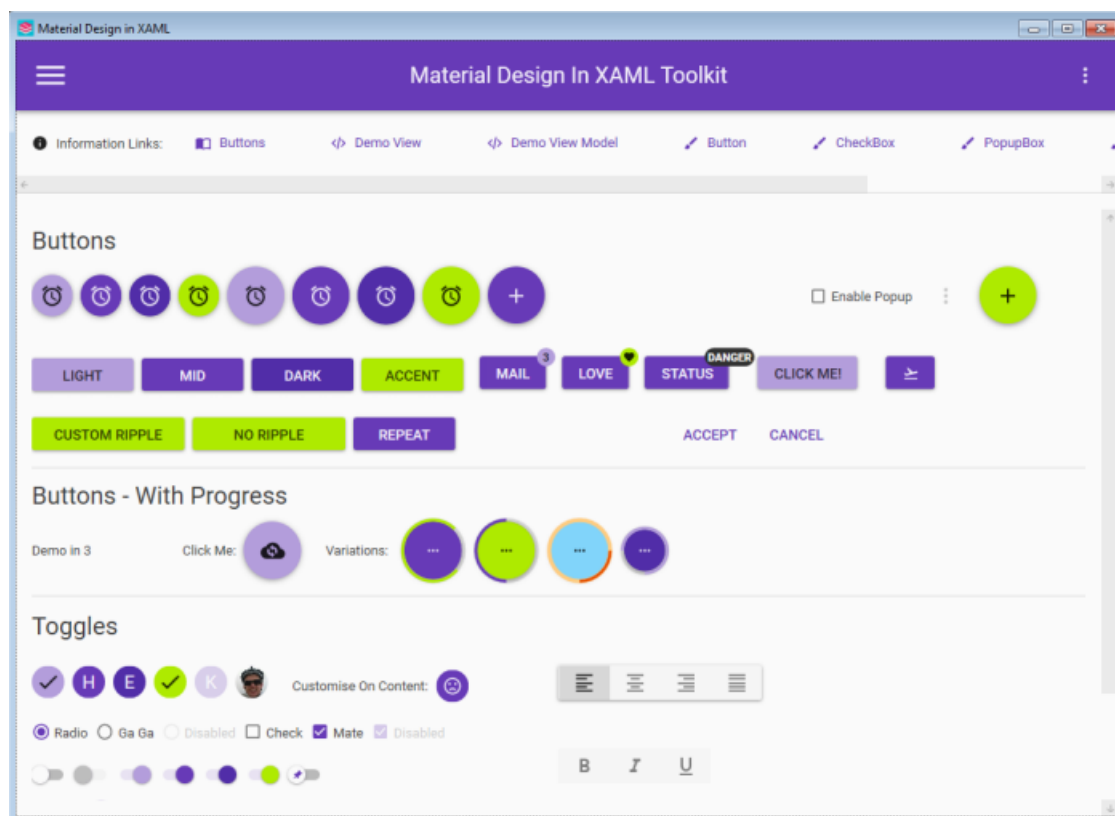 Material Design in XAML
Material Design In XAML Toolkit
Information Links: Buttons </> Demo View </> Demo View Model Button CheckBox PopupBox
Buttons
Enable Popup
LIGHT MID DARK ACCENT MAIL 3 LOVE STATUS DANGER CLICK ME!
CUSTOM RIPPLE NO RIPPLE REPEAT ACCEPT CANCEL
Buttons - With Progress
Demo in 3 Click Me: Variations:
Toggles
H E K Customise On Content:
Radio Ga Ga Disabled Check Mate Disabled
B I U